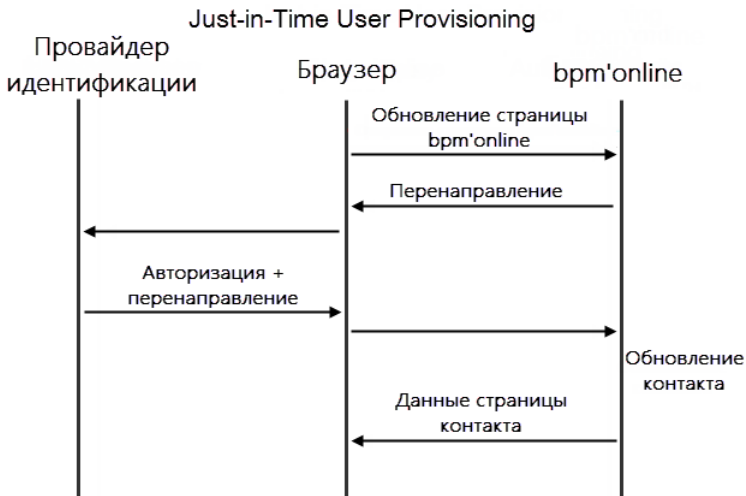 Just-in-Time User Provisioning
Провайдер
идентификации
Браузер
bpm'online
Обновление страницы
bpm'online
Перенаправление
Авторизация +
перенаправление
Обновление
контакта
Данные страницы
контакта